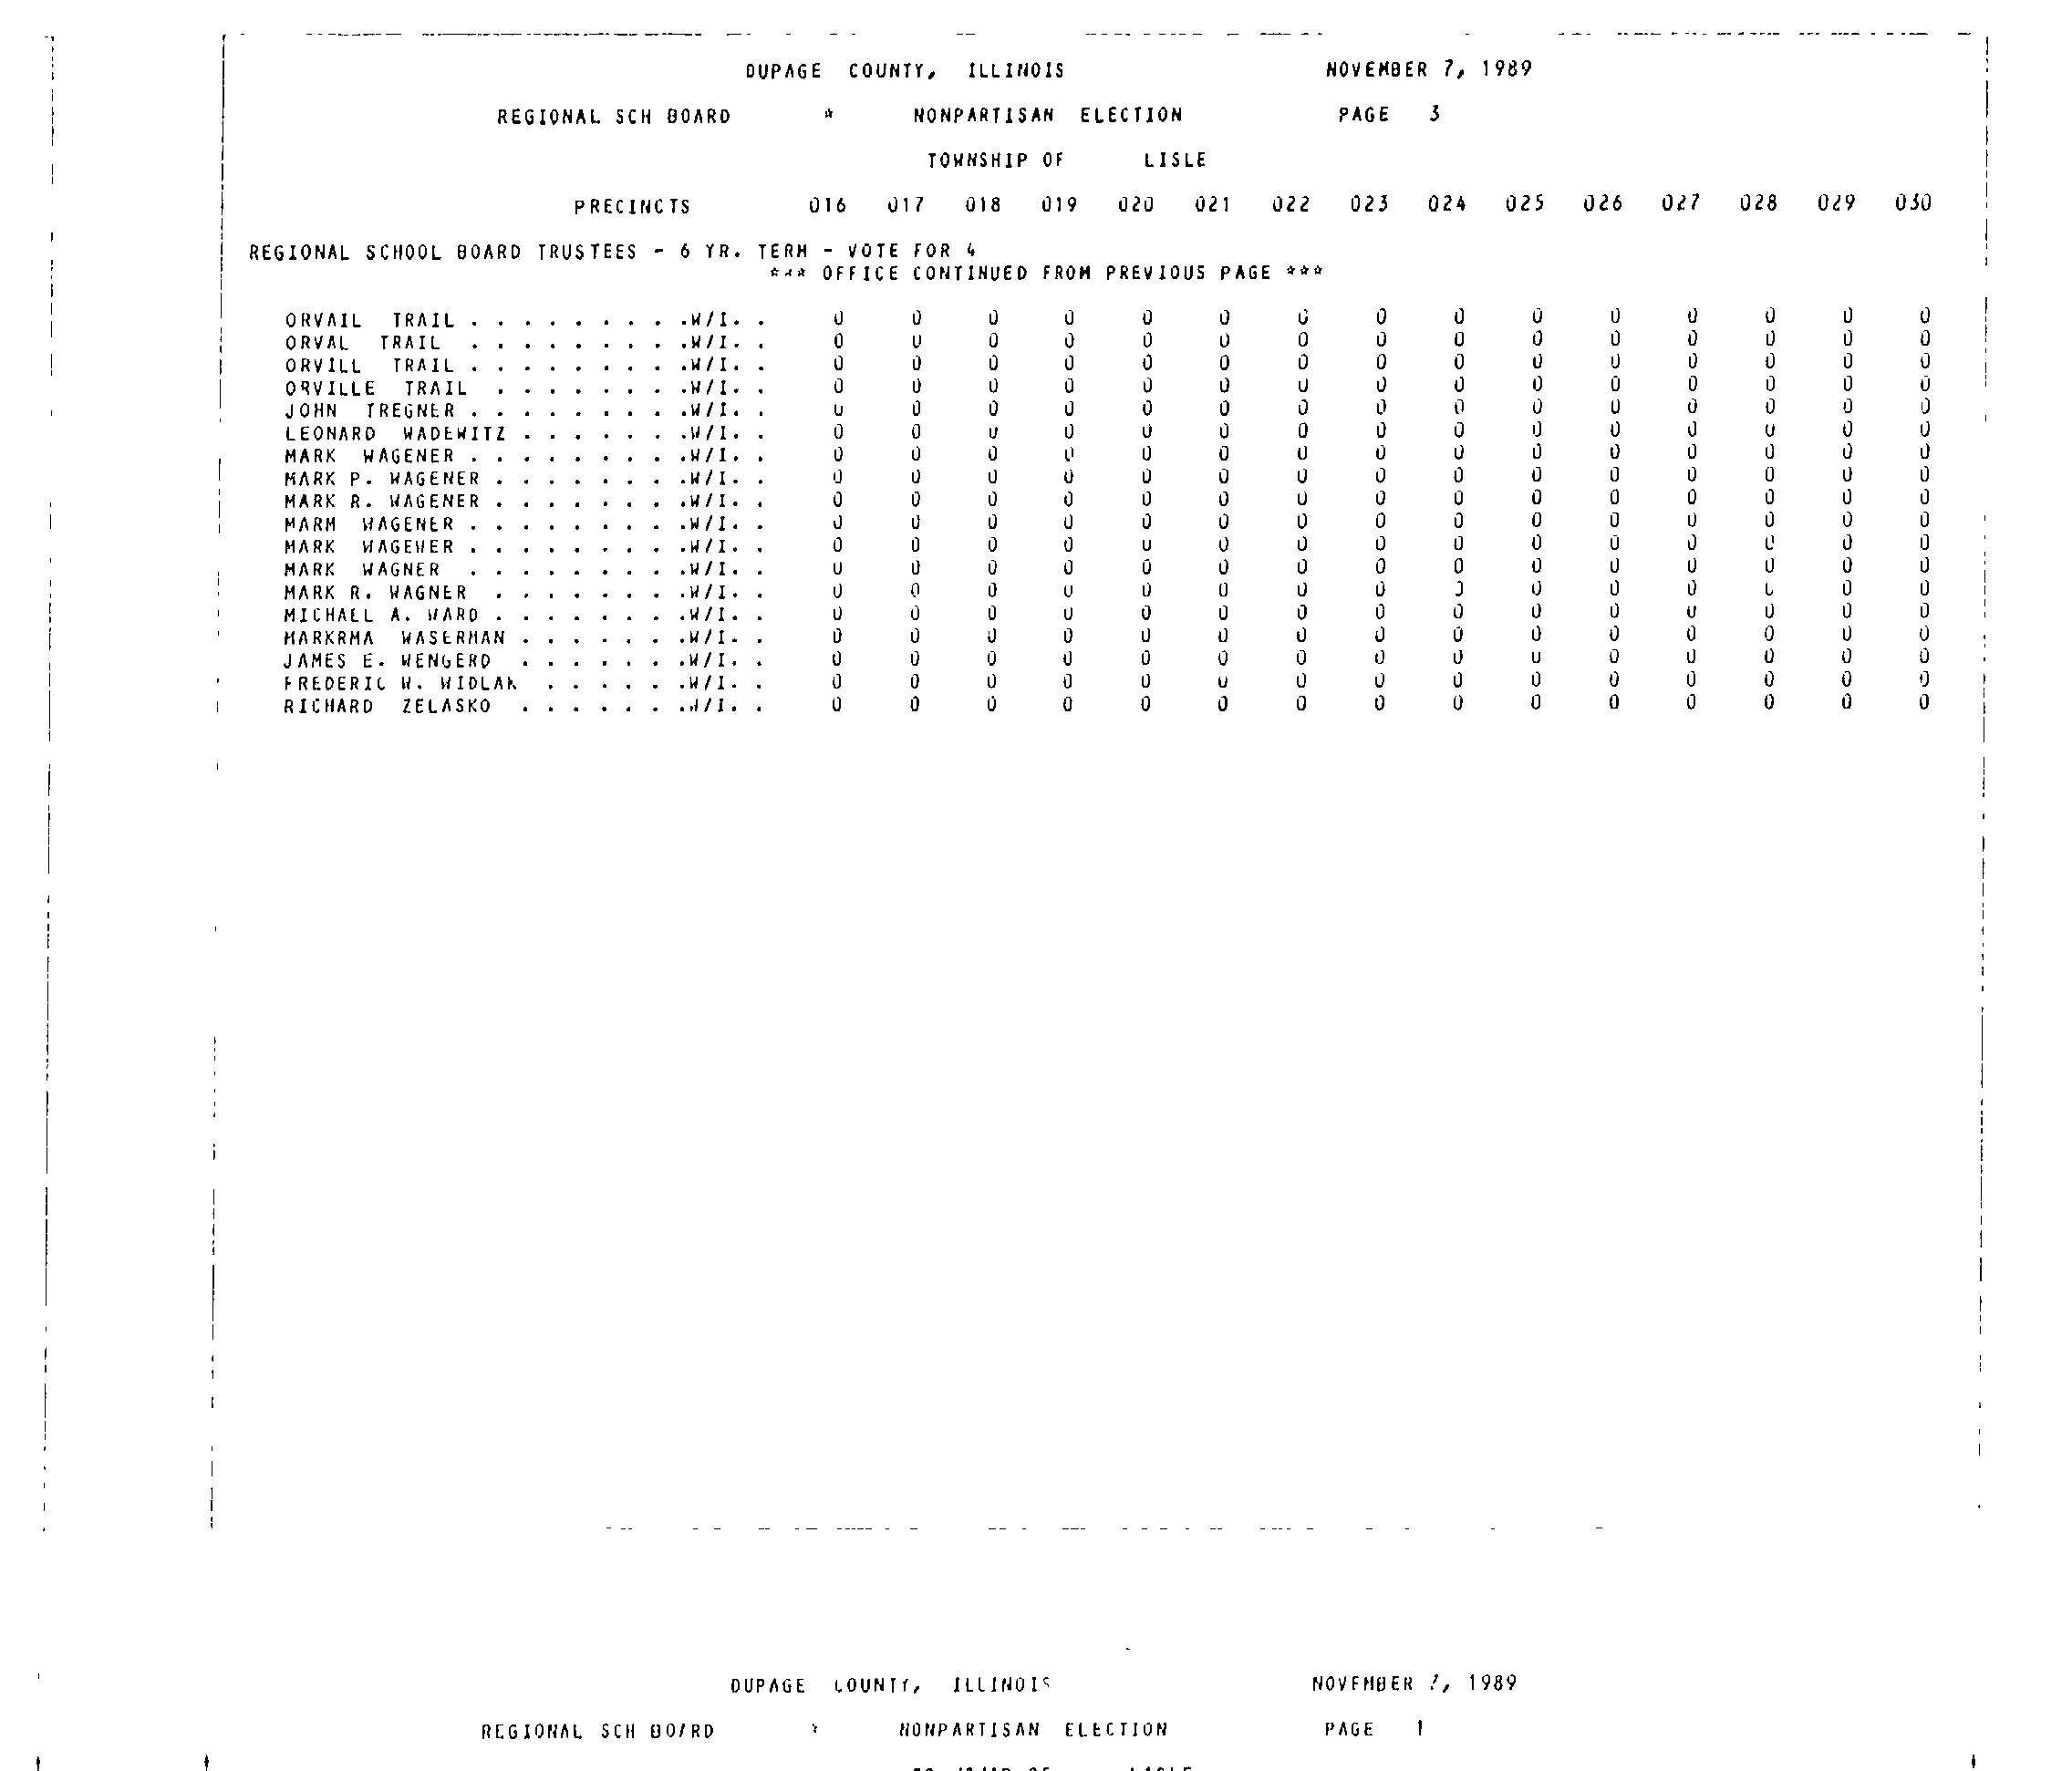 DUPAGE COUNTY, ILLINOIS NOVEMBER 7, 1989
REGIONAL SCH BOARD * NONPARTISAN ELECTION PAGE 3
TOWNSHIP OF LISLE
PRECINCTS 016 017 018 019 020 021 022 023 024 025 026 027 028 029 030
REGIONAL SCHOOL BOARD TRUSTEES - 6 YR. TERM - VOTE FOR 4
*** OFFICE CONTINUED FROM PREVIOUS PAGE ***
ORVAIL TRAIL . . . . . . . . .W/I. . 0 0 0 0 0 0 0 0 0 0 0 0 0 0 0
ORVAL TRAIL . . . . . . . . .W/I. . 0 0 0 0 0 0 0 0 0 0 0 0 0 0 0
ORVILL TRAIL . . . . . . . . .W/I. . 0 0 0 0 0 0 0 0 0 0 0 0 0 0 0
ORVILLE TRAIL . . . . . . . .W/I. . 0 0 0 0 0 0 0 0 0 0 0 0 0 0 0
JOHN TREGNER . . . . . . . . .W/I. . 0 0 0 0 0 0 0 0 0 0 0 0 0 0 0
LEONARD WADEWITZ . . . . . . .W/I. . 0 0 0 0 0 0 0 0 0 0 0 0 0 0 0
MARK WAGENER . . . . . . . . .W/I. . 0 0 0 0 0 0 0 0 0 0 0 0 0 0 0
MARK P. WAGENER . . . . . . . .W/I. . 0 0 0 0 0 0 0 0 0 0 0 0 0 0 0
MARK R. WAGENER . . . . . . . .W/I. . 0 0 0 0 0 0 0 0 0 0 0 0 0 0 0
MARM WAGENER . . . . . . . . .W/I. . 0 0 0 0 0 0 0 0 0 0 0 0 0 0 0
MARK WAGEWER . . . . . . . . .W/I. . 0 0 0 0 0 0 0 0 0 0 0 0 0 0 0
MARK WAGNER . . . . . . . . .W/I. . 0 0 0 0 0 0 0 0 0 0 0 0 0 0 0
MARK R. WAGNER . . . . . . . .W/I. . 0 0 0 0 0 0 0 0 0 0 0 0 0 0 0
MICHAEL A. WARD . . . . . . . .W/I. . 0 0 0 0 0 0 0 0 0 0 0 0 0 0 0
MARKRMA WASERMAN . . . . . . .W/I. . 0 0 0 0 0 0 0 0 0 0 0 0 0 0 0
JAMES E. WENGERD . . . . . . .W/I. . 0 0 0 0 0 0 0 0 0 0 0 0 0 0 0
FREDERIC W. WIDLAK . . . . . .W/I. . 0 0 0 0 0 0 0 0 0 0 0 0 0 0 0
RICHARD ZELASKO . . . . . . .W/I. . 0 0 0 0 0 0 0 0 0 0 0 0 0 0 0
DUPAGE COUNTY, ILLINOIS NOVEMBER 7, 1989
REGIONAL SCH BOARD * NONPARTISAN ELECTION PAGE 1